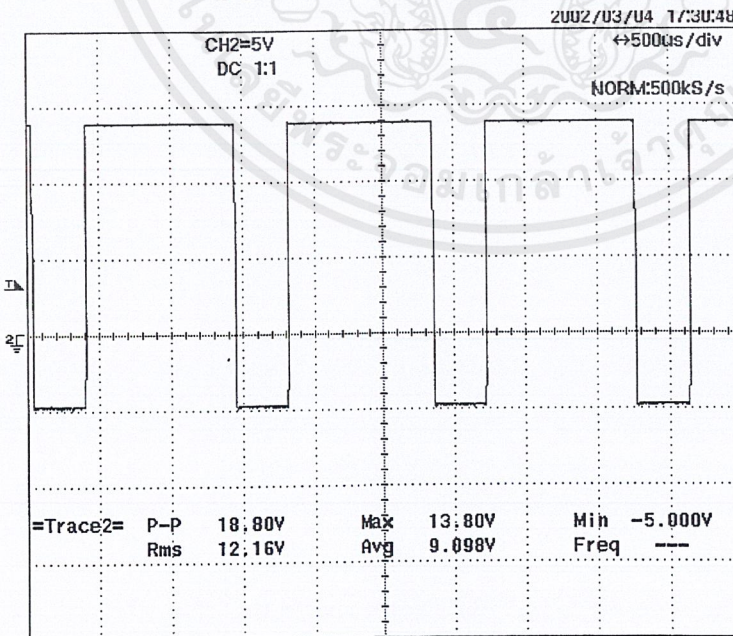 2002/03/04 17:30:48
CH2=5V
↔500us/div
DC 1:1
NORM:500kS/s
=Trace2= P-P 18.80V Max 13.80V Min -5.000V
Rms 12.16V Avg 9.098V Freq ---